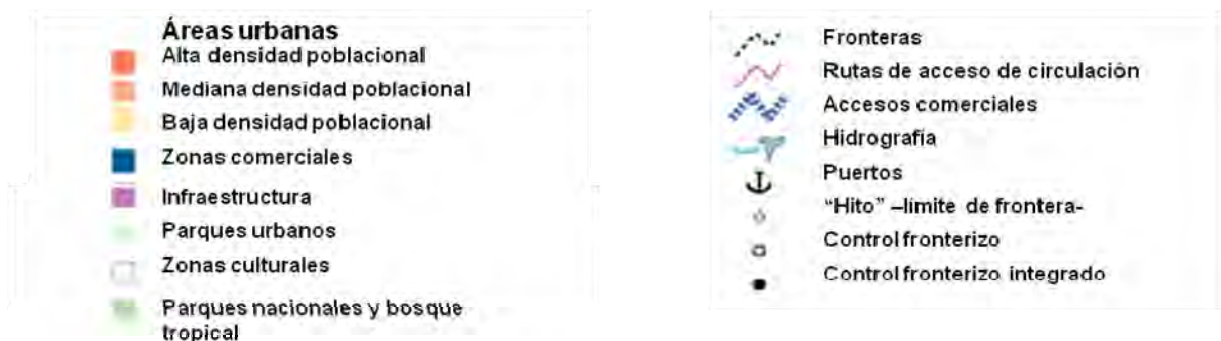 Áreas urbanas
Alta densidad poblacional
Mediana densidad poblacional
Baja densidad poblacional
Zonas comerciales
Infraestructura
Parques urbanos
Zonas culturales
Parques nacionales y bosque
tropical
Fronteras
Rutas de acceso de circulación
Accesos comerciales
Hidrografía
Puertos
“Hito” –limite de frontera-
Control fronterizo
Control fronterizo integrado